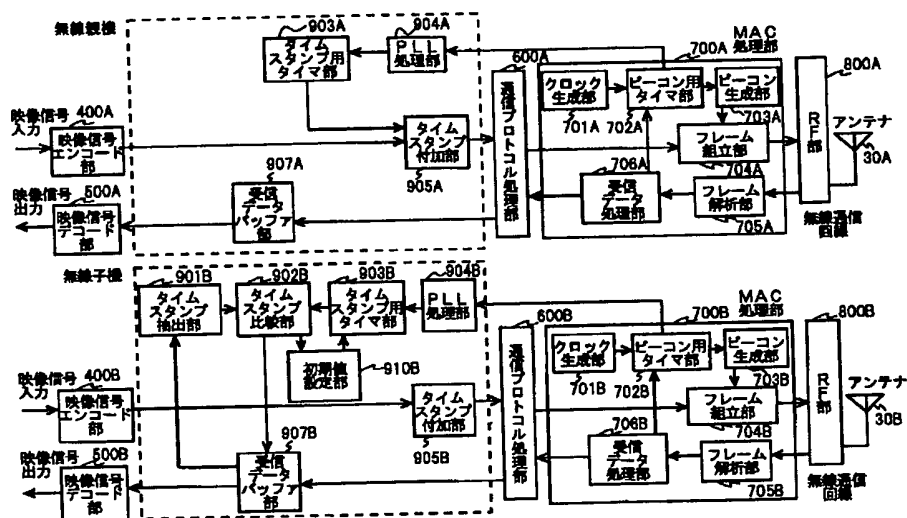 無線親機
903A
タイム
スタンプ用
タイマ部
904A
PLL
処理部
600A
通信プロトコル処理部
700A
MAC
処理部
クロック
生成部
701A
ビーコン用
タイマ部
702A
ビーコン
生成部
703A
フレーム
組立部
704A
706A
受信
データ
処理部
フレーム
解析部
705A
800A
RF部
アンテナ
30A
無線通信
回線
映像信号
入力
400A
映像信号
エンコード
部
タイム
スタンプ
付加部
905A
映像信号
出力
500A
映像信号
デコード
部
907A
受信
データ
バッファ
部
無線子機
901B
タイム
スタンプ
抽出部
902B
タイム
スタンプ
比較部
903B
タイム
スタンプ用
タイマ部
904B
PLL
処理部
初期値
設定部
910B
600B
通信プロトコル処理部
700B
MAC
処理部
クロック
生成部
701B
ビーコン用
タイマ部
702B
ビーコン
生成部
703B
フレーム
組立部
704B
706B
受信
データ
処理部
フレーム
解析部
705B
800B
RF部
アンテナ
30B
無線通信
回線
映像信号
入力
400B
映像信号
エンコード
部
タイム
スタンプ
付加部
905B
映像信号
出力
500B
映像信号
デコード
部
907B
受信
データ
バッファ
部